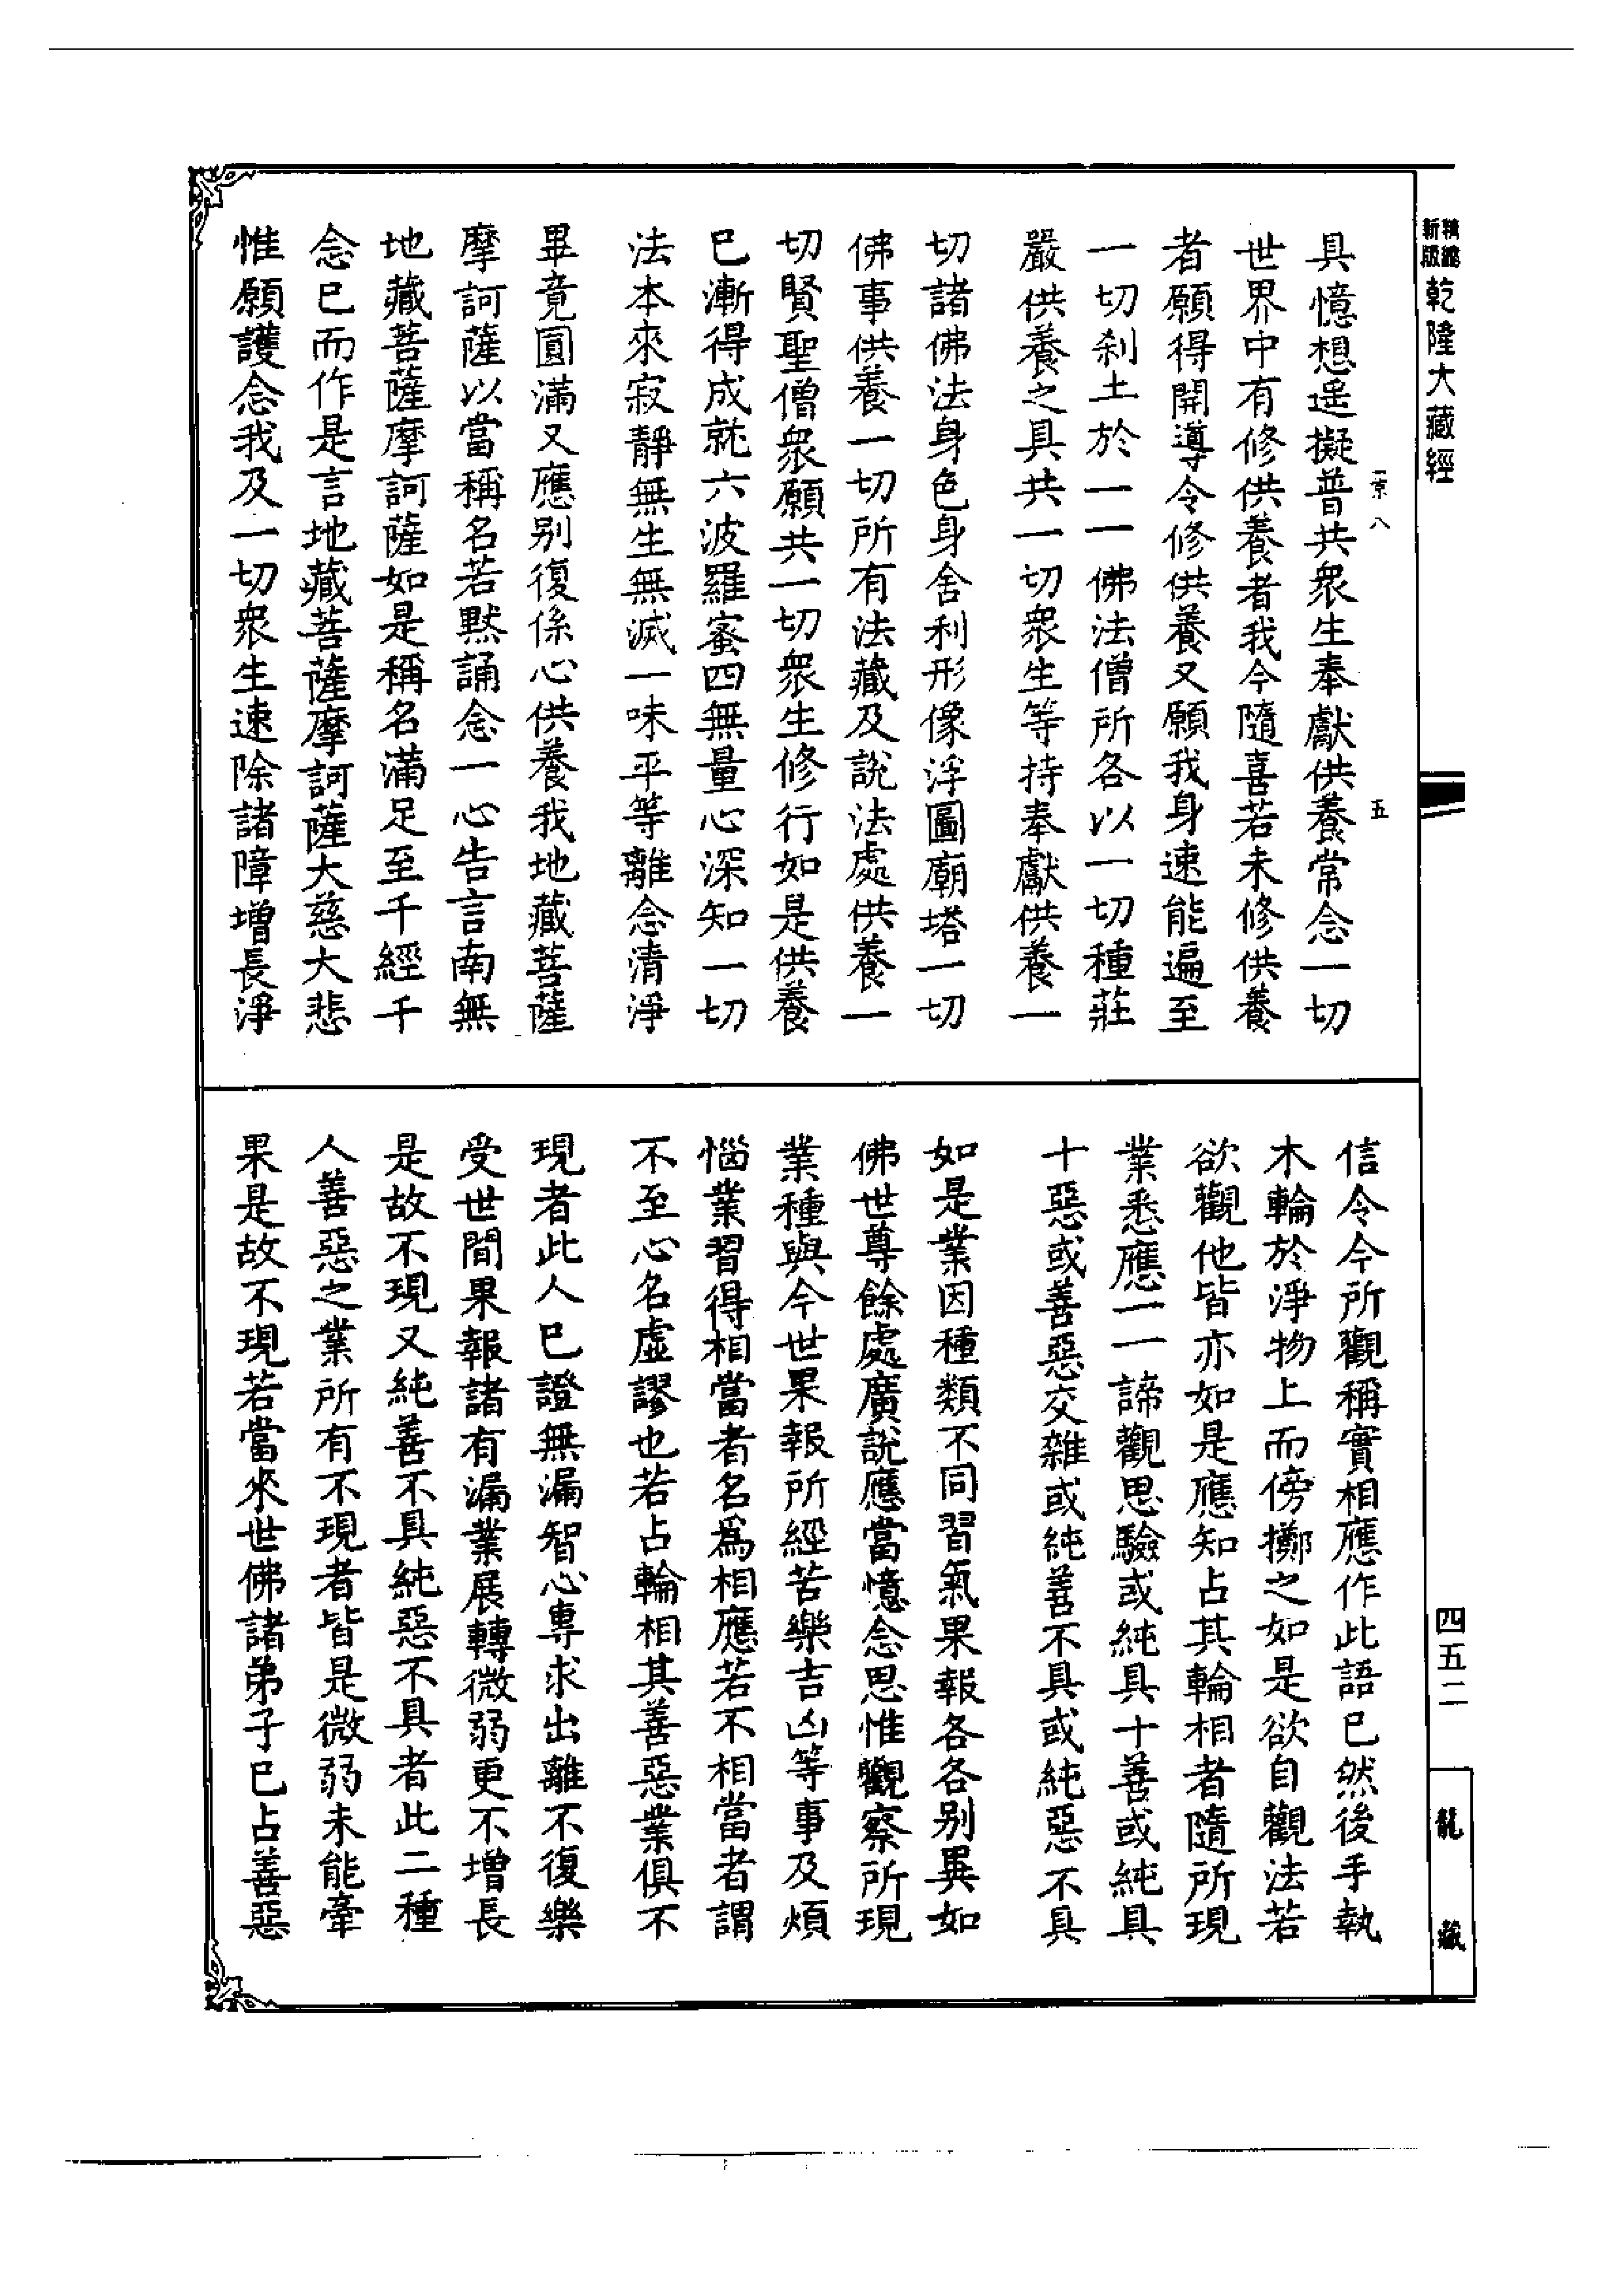 新編
新版
乾隆大藏經
八
五
具憶想遥擬普共衆生奉獻供養常念一切
世界中有修供養者我今隨喜若未修供養
者願得開導令修供養又願我身速能遍至
一切刹土於一一佛法僧所各以一切種莊
嚴供養之具共一切衆生等持奉獻供養一
切諸佛法身色身舍利形像浮圖廟塔一切
佛事供養一切所有法藏及說法處供養一
切賢聖僧衆願共一切衆生修行如是供養
已漸得成就六波羅蜜四無量心深知一切
法本來寂靜無生無滅一味平等離念清淨
畢竟圓滿又應别復係心供養我地藏菩薩
摩訶薩以當稱名若黙誦念一心告言南無
地藏菩薩摩訶薩如是稱名滿足至千經千
念已而作是言地藏菩薩摩訶薩大慈大悲
惟願護念我及一切衆生速除諸障增長淨
信令今所觀稱實相應作此語已然後手執
木輪於淨物上而傍擲之如是欲自觀法若
欲觀他皆亦如是應知占其輪相者隨所現
業悉應一一諦觀思驗或純具十善或純具
十惡或善惡交雜或純善不具或純惡不具
如是業因種類不同習氣果報各各别異如
佛世尊餘處廣說應當憶念思惟觀察所現
業種與今世果報所經苦樂吉凶等事及煩
惱業習得相當者名爲相應若不相當者謂
不至心名虛謬也若占輪相其善惡業俱不
現者此人已證無漏智心專求出離不復樂
受世間果報諸有漏業展轉微弱更不增長
是故不現又純善不具純惡不具者此二種
人善惡之業所有不現者皆是微弱未能牽
果是故不現若當來世佛諸弟子已占善惡
四五二
龍藏